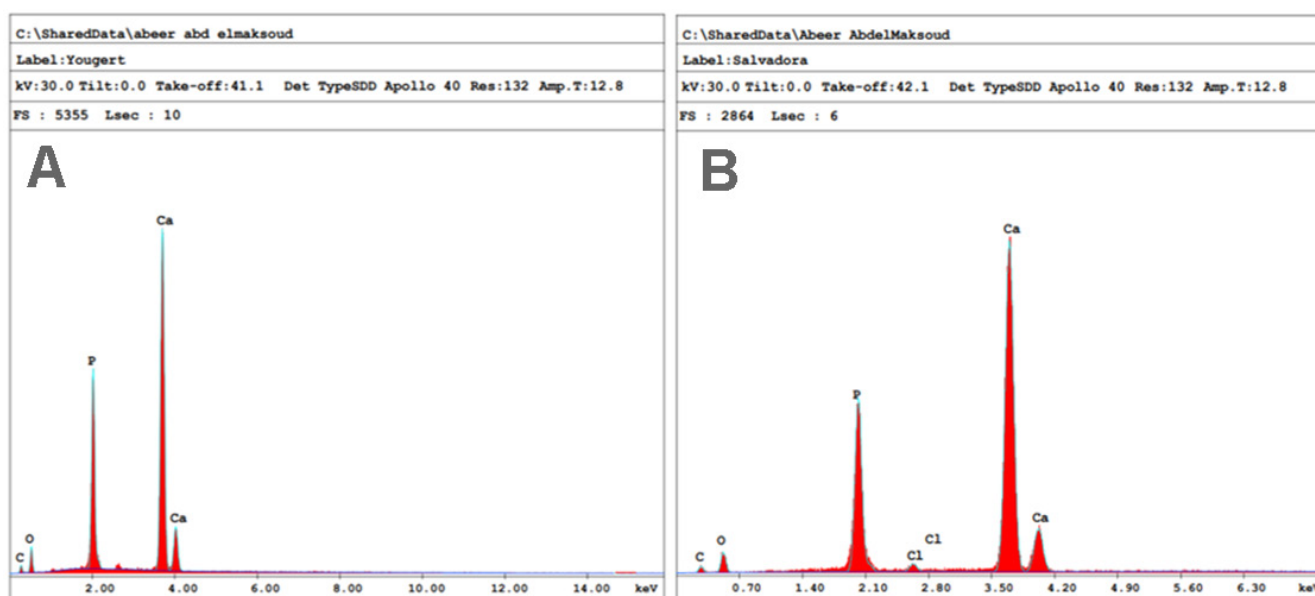 C:\SharedData\abeer abd elmaksoud
Label:Yougert
kV:30.0 Tilt:0.0 Take-off:41.1 Det TypeSDD Apollo 40 Res:132 Amp.T:12.8
FS : 5355 Lsec : 10
A
Ca
P
Ca
O
C
2.00 4.00 6.00 8.00 10.00 12.00 14.00 keV
C:\SharedData\Abeer AbdelMaksoud
Label:Salvadora
kV:30.0 Tilt:0.0 Take-off:42.1 Det TypeSDD Apollo 40 Res:132 Amp.T:12.8
FS : 2864 Lsec : 6
B
Ca
P
Ca
O
Cl
Cl
C
0.70 1.40 2.10 2.80 3.50 4.20 4.90 5.60 6.30 ke